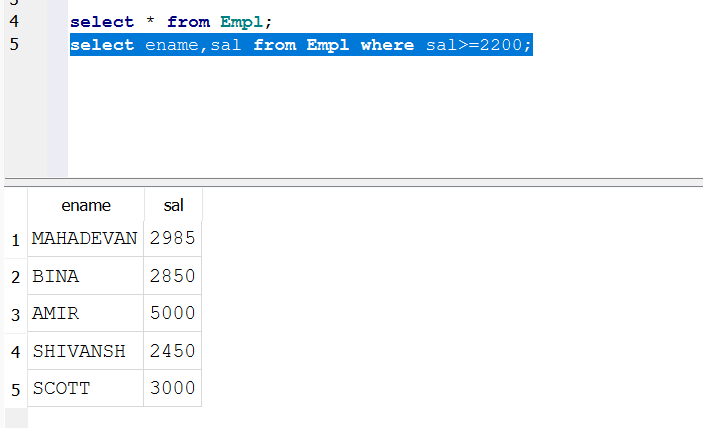 4 select * from Empl;
5 select ename,sal from Empl where sal>=2200;
ename sal
1 MAHADEVAN 2985
2 BINA 2850
3 AMIR 5000
4 SHIVANSH 2450
5 SCOTT 3000